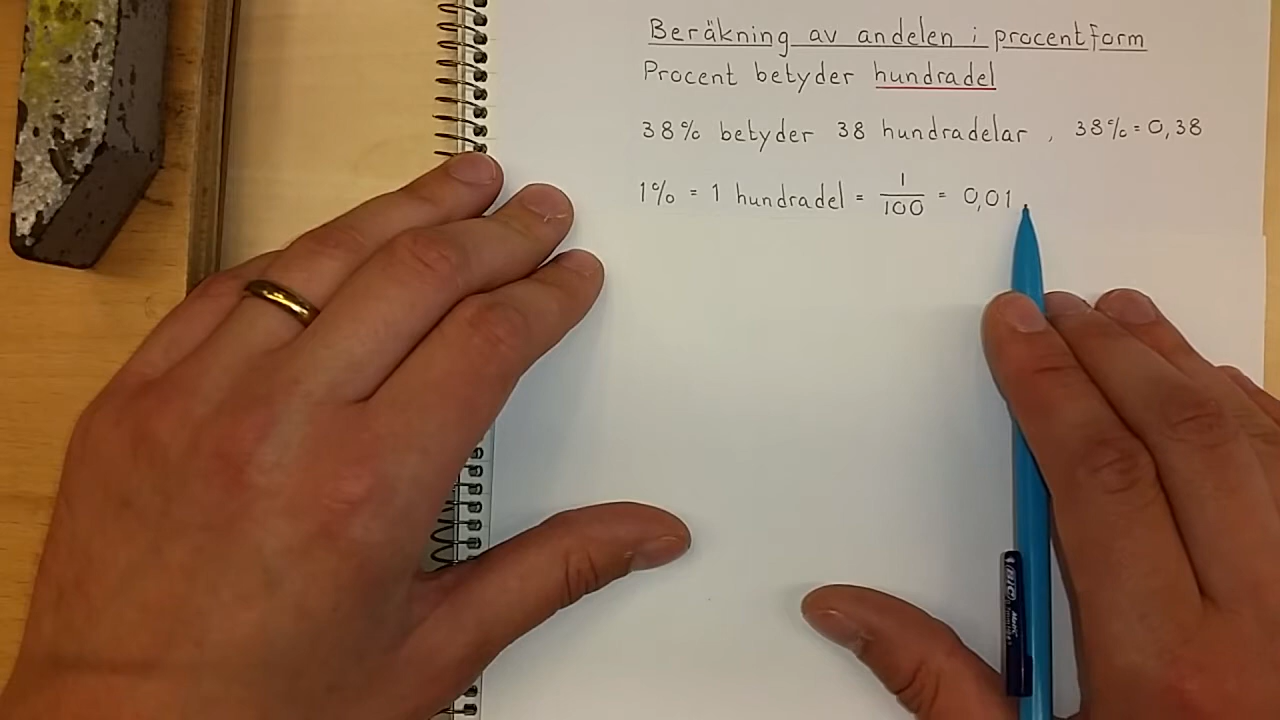 Beräkning av andelen i procentform
Procent betyder hundradel
38% betyder 38 hundradelar , 38% = 0,38
1% = 1 hundradel = 1/100 = 0,01
BIC